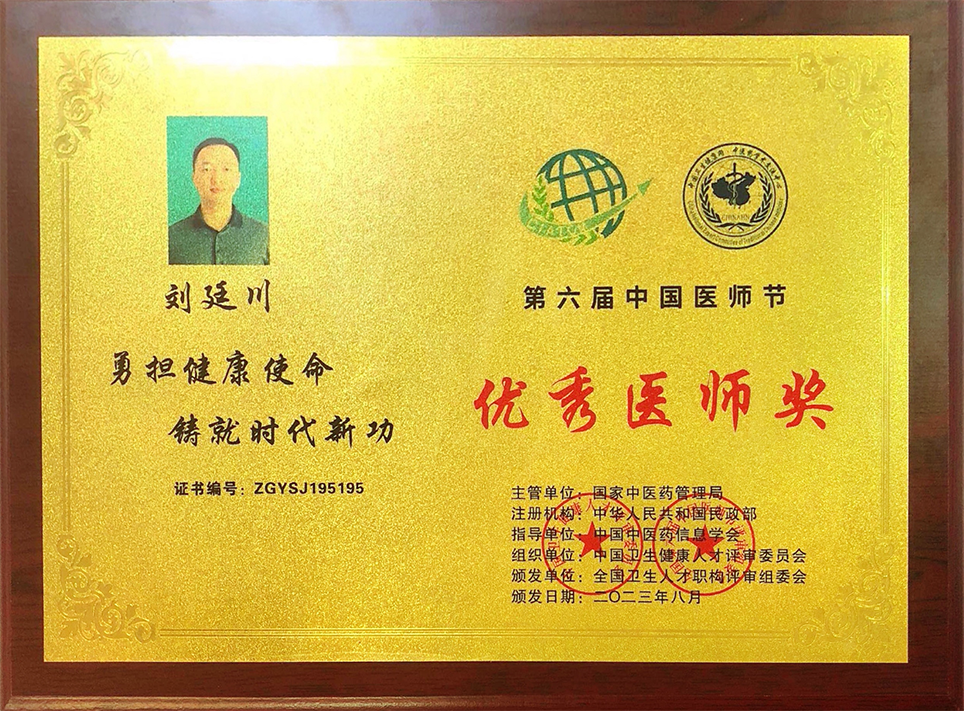 刘廷川
勇担健康使命
铸就时代新功
证书编号：ZGYSJ195195
第六届中国医师节
优秀医师奖
主管单位：国家中医药管理局
注册机构：中华人民共和国民政部
指导单位：中国中医药信息学会
组织单位：中国卫生健康人才评审委员会
颁发单位：全国卫生人才职构评审组委会
颁发日期：二〇二三年八月